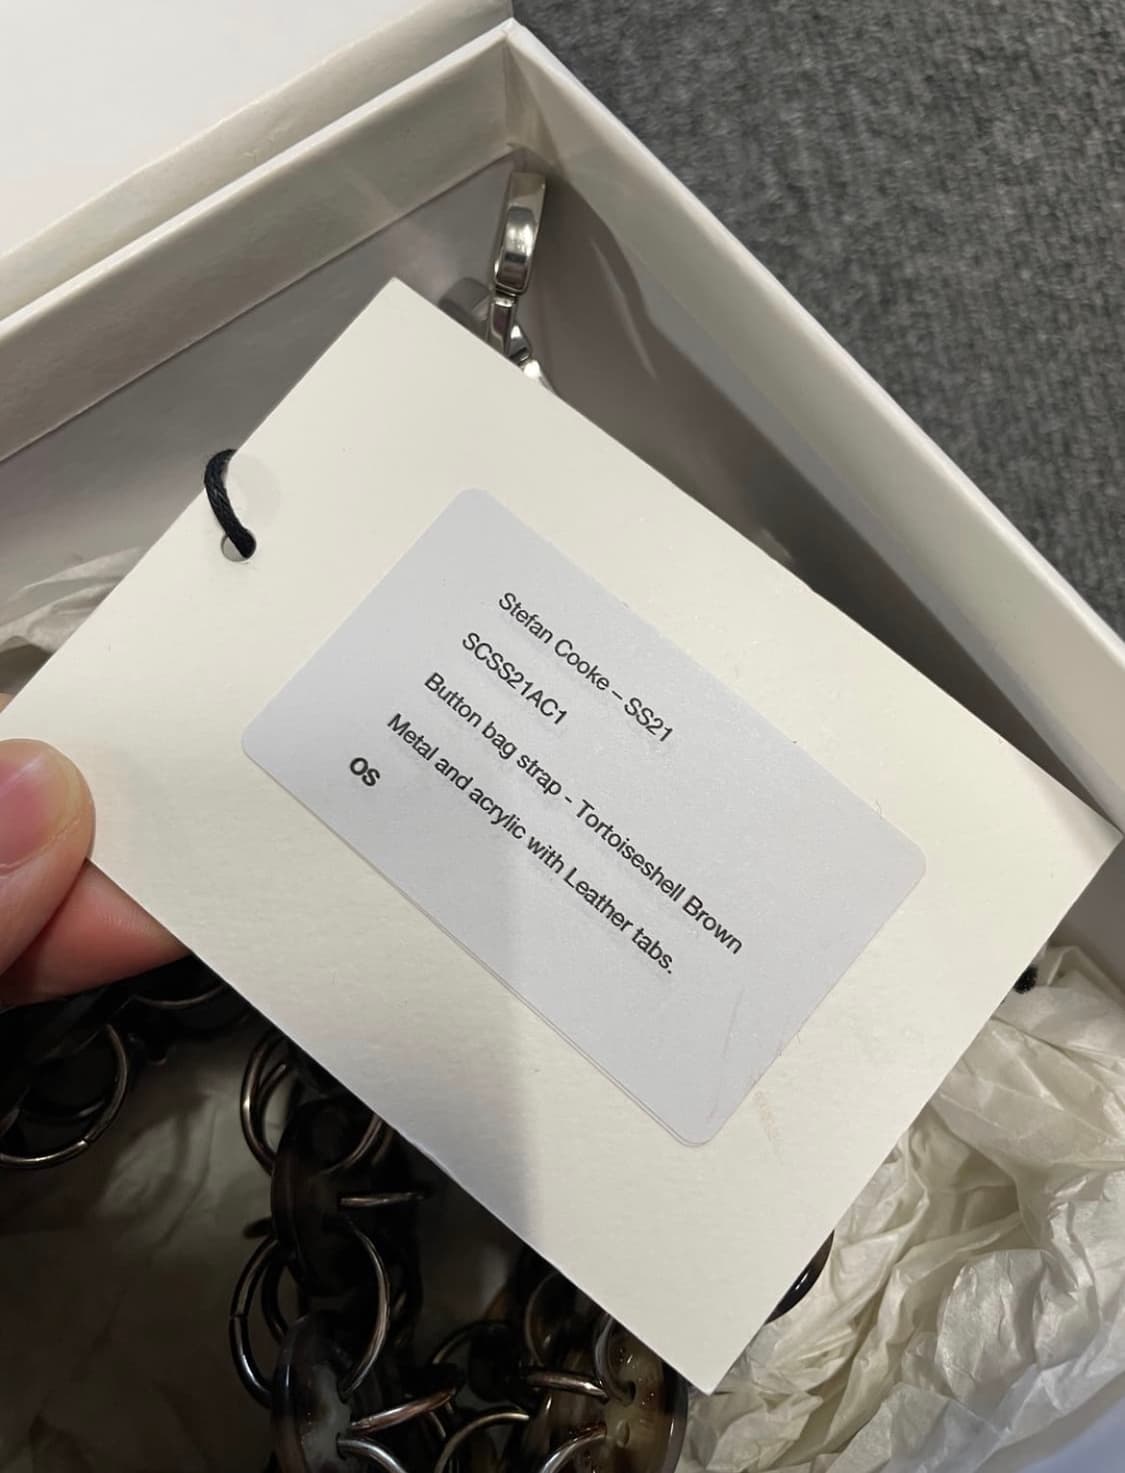 Stefan Cooke – SS21
SCSS21AC1
Button bag strap - Tortoiseshell Brown
Metal and acrylic with Leather tabs.
OS